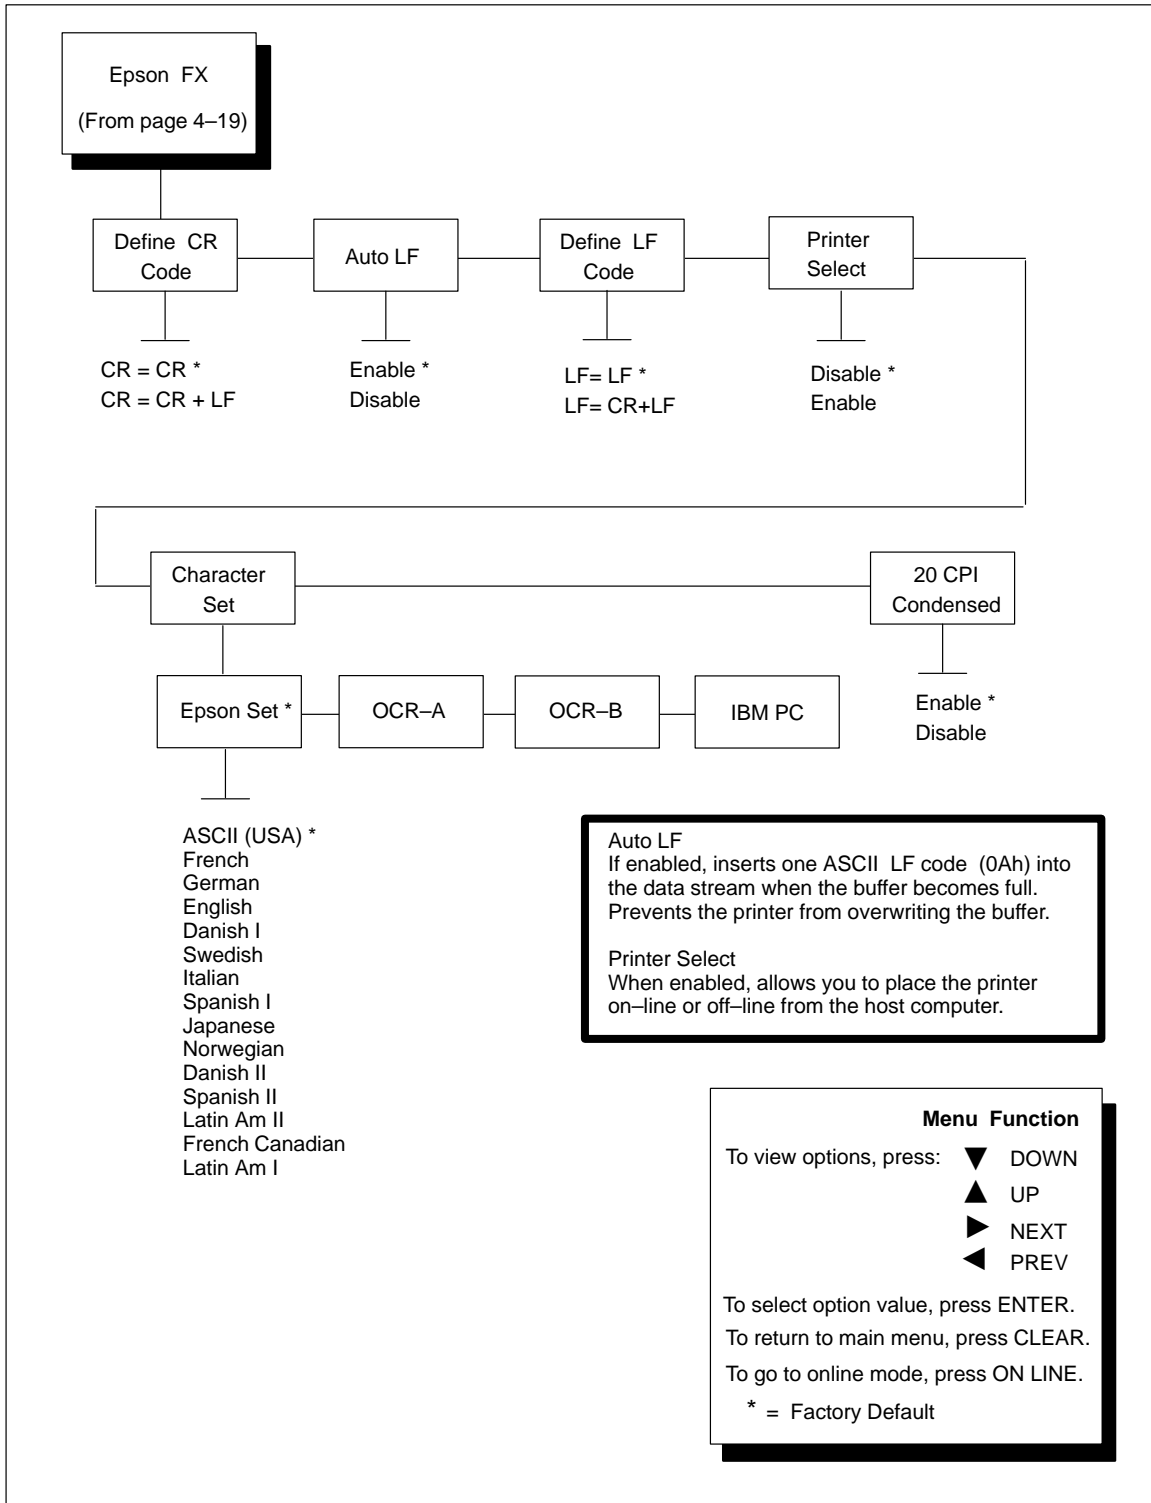 Epson FX
(From page 4–19)
Define CR
Code
Auto LF
Define LF
Code
Printer
Select
CR = CR *
CR = CR + LF
Enable *
Disable
LF= LF *
LF= CR+LF
Disable *
Enable
Character
Set
20 CPI
Condensed
Epson Set *
OCR–A
OCR–B
IBM PC
Enable *
Disable
ASCII (USA) *
French
German
English
Danish I
Swedish
Italian
Spanish I
Japanese
Norwegian
Danish II
Spanish II
Latin Am II
French Canadian
Latin Am I
Auto LF
If enabled, inserts one ASCII LF code (0Ah) into
the data stream when the buffer becomes full.
Prevents the printer from overwriting the buffer.
Printer Select
When enabled, allows you to place the printer
on–line or off–line from the host computer.
Menu Function
To view options, press: ▼ DOWN
▲ UP
► NEXT
◄ PREV
To select option value, press ENTER.
To return to main menu, press CLEAR.
To go to online mode, press ON LINE.
* = Factory Default